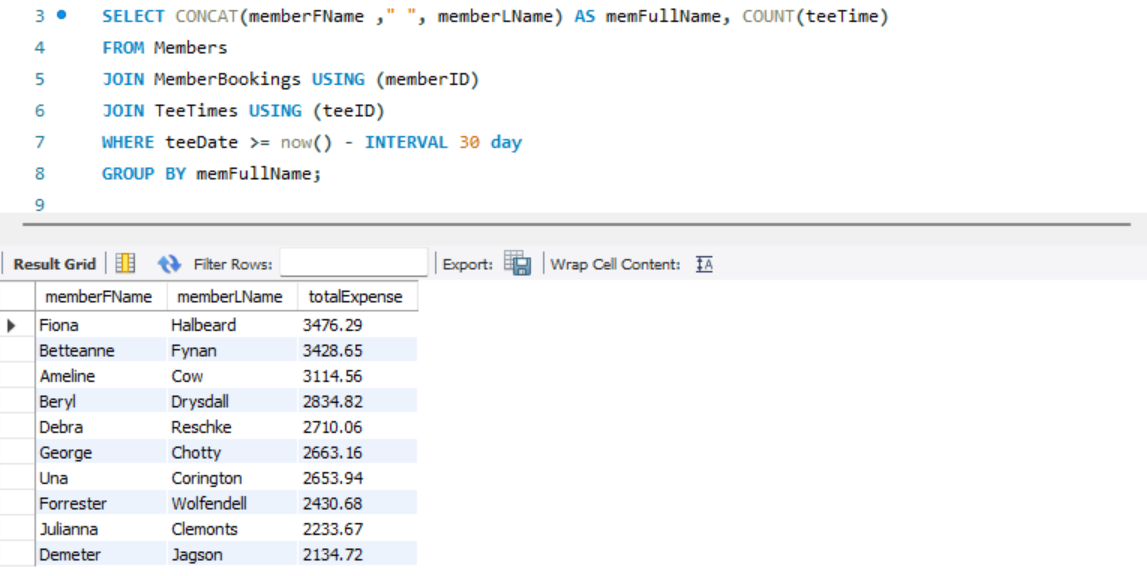 3 SELECT CONCAT(memberFName ," ", memberLName) AS memFullName, COUNT(teeTime)
4 FROM Members
5 JOIN MemberBookings USING (memberID)
6 JOIN TeeTimes USING (teeID)
7 WHERE teeDate >= now() - INTERVAL 30 day
8 GROUP BY memFullName;
9
Result Grid Filter Rows: Export: Wrap Cell Content: IA
memberFName memberLName totalExpense
Fiona Halbeard 3476.29
Betteanne Fynan 3428.65
Ameline Cow 3114.56
Beryl Drysdall 2834.82
Debra Reschke 2710.06
George Chotty 2663.16
Una Corington 2653.94
Forrester Wolfendell 2430.68
Julianna Clemonts 2233.67
Demeter Jagson 2134.72